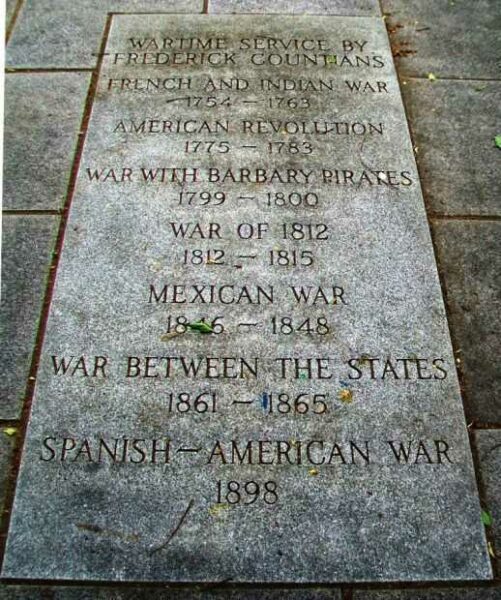 WARTIME SERVICE BY
FREDERICK COUNTIANS
FRENCH AND INDIAN WAR
1754 - 1763
AMERICAN REVOLUTION
1775 - 1783
WAR WITH BARBARY PIRATES
1799 - 1800
WAR OF 1812
1812 - 1815
MEXICAN WAR
1846 - 1848
WAR BETWEEN THE STATES
1861 - 1865
SPANISH-AMERICAN WAR
1898